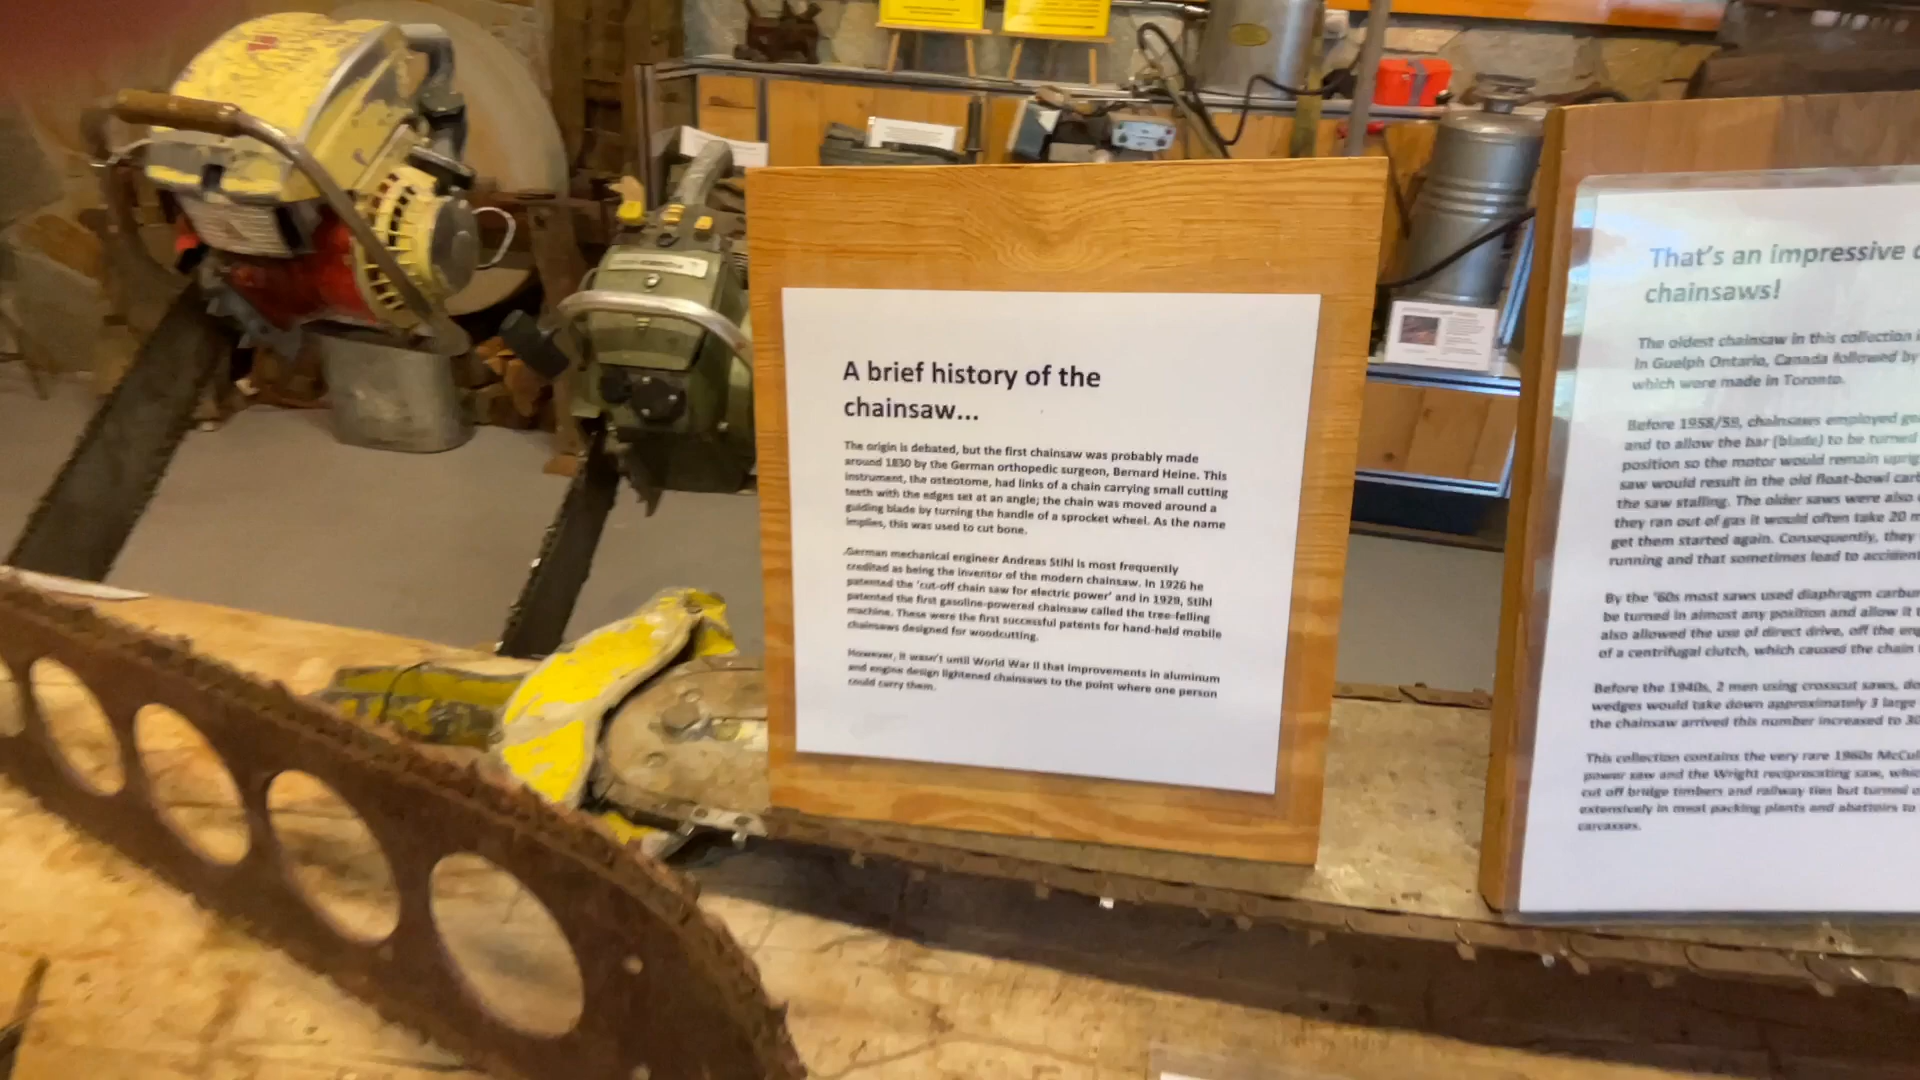 A brief history of the
chainsaw...
The origin is debated, but the first chainsaw was probably made
around 1830 by the German orthopedic surgeon, Bernard Heine. This
instrument, the osteotome, had links of a chain carrying small cutting
teeth with the edges set at an angle; the chain was moved around a
guiding blade by turning the handle of a sprocket wheel. As the name
implies, this was used to cut bone.
German mechanical engineer Andreas Stihl is most frequently
credited as being the inventor of the modern chainsaw. In 1926 he
patented the 'cut-off chain saw for electric power' and in 1929, Stihl
patented the first gasoline-powered chainsaw called the tree-felling
machine. These were the first successful patents for hand-held mobile
chainsaws designed for woodcutting.
However, it wasn't until World War II that improvements in aluminum
and engine design lightened chainsaws to the point where one person
could carry them.
That's an impressive
chainsaws!
The oldest chainsaw in this collection
in Guelph Ontario, Canada followed by
which were made in Toronto.
Before 1958/59, chainsaws employed
and to allow the bar (blade) to be turned
position so the motor would remain
saw would result in the old float-bowl
the saw stalling. The older saws were also
they ran out of gas it would often take 20
get them started again. Consequently, they
running and that sometimes lead to
By the '60s most saws used diaphragm
be turned in almost any position and allow it
also allowed the use of direct drive, off the
of a centrifugal clutch, which caused the chain
Before the 1940s, 2 men using crosscut saws,
wedges would take down approximately 3 large
the chainsaw arrived this number increased to
This collection contains the very rare 1960s
power saw and the Wright reciprocating saw,
cut off bridge timbers and railway ties but turned
extensively in meat packing plants and abattoirs to
carcasses.